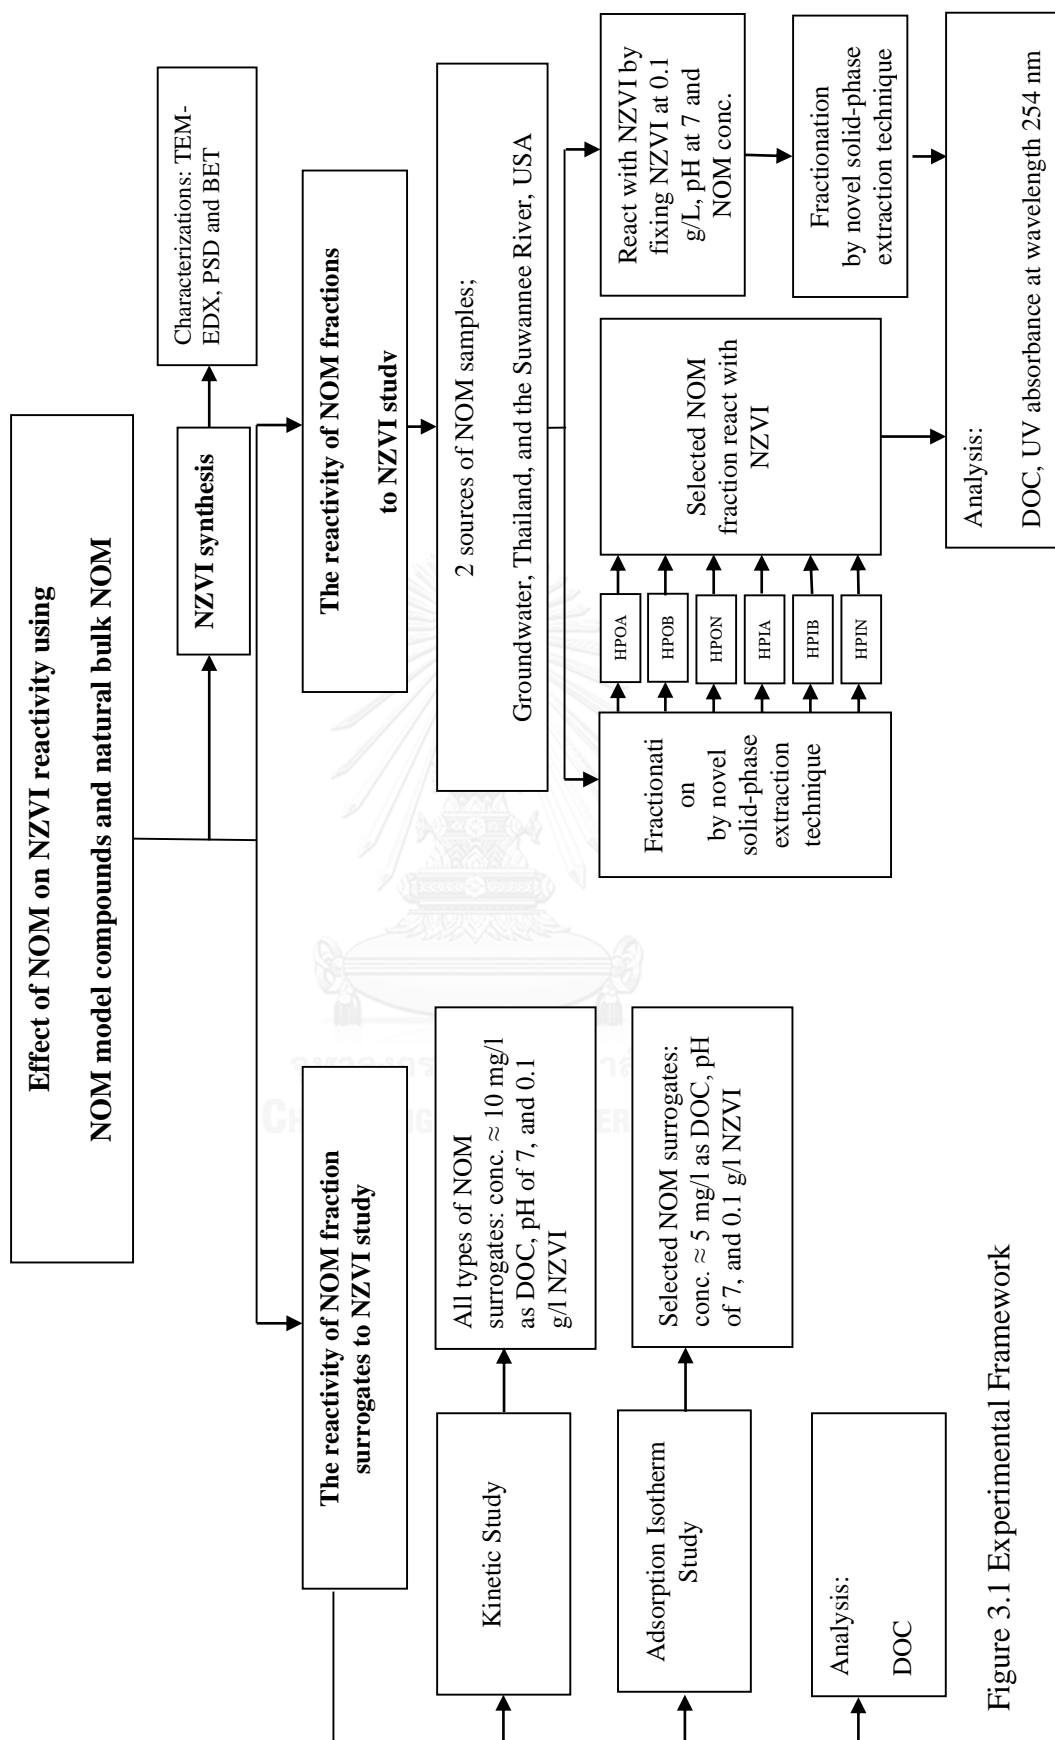 Effect of NOM on NZVI reactivity using
NOM model compounds and natural bulk NOM
NZVI synthesis
Characterizations: TEM-
EDX, PSD and BET
The reactivity of NOM fraction
surrogates to NZVI study
Kinetic Study
All types of NOM
surrogates: conc. ≈ 10 mg/l
as DOC, pH of 7, and 0.1
g/l NZVI
Adsorption Isotherm
Study
Selected NOM surrogates:
conc. ≈ 5 mg/l as DOC, pH
of 7, and 0.1 g/l NZVI
Analysis:
DOC
The reactivity of NOM fractions
to NZVI study
2 sources of NOM samples;
Groundwater, Thailand, and the Suwannee River, USA
Fractionati
on
by novel
solid-phase
extraction
technique
HPOA
HPOB
HPON
HPIA
HPIB
HPIN
Selected NOM
fraction react with
NZVI
React with NZVI by
fixing NZVI at 0.1
g/L, pH at 7 and
NOM conc.
Fractionation
by novel solid-phase
extraction technique
Analysis:
DOC, UV absorbance at wavelength 254 nm
Figure 3.1 Experimental Framework